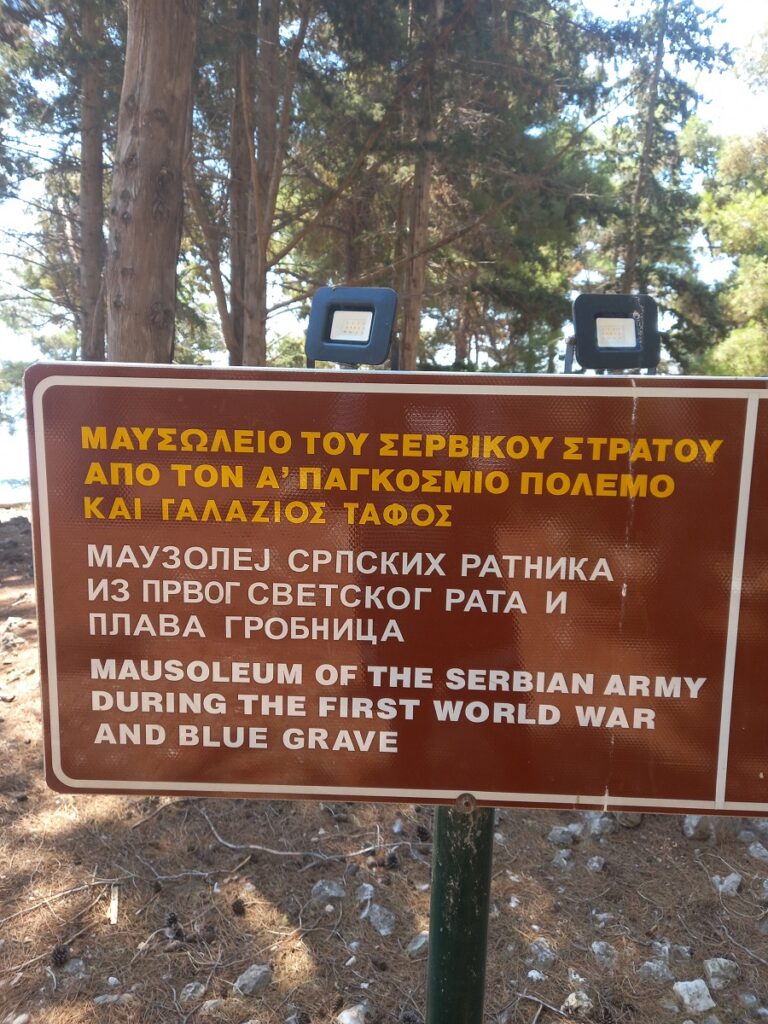 ΜΑΥΣΩΛΕΙΟ ΤΟΥ ΣΕΡΒΙΚΟΥ ΣΤΡΑΤΟΥ
ΑΠΟ ΤΟΝ Α' ΠΑΓΚΟΣΜΙΟ ΠΟΛΕΜΟ
ΚΑΙ ΓΑΛΑΖΙΟΣ ΤΑΦΟΣ
МАУЗОЛЕЈ СРПСКИХ РАТНИКА
ИЗ ПРВОГ СВЕТСКОГ РАТА И
ПЛАВА ГРОБНИЦА
MAUSOLEUM OF THE SERBIAN ARMY
DURING THE FIRST WORLD WAR
AND BLUE GRAVE